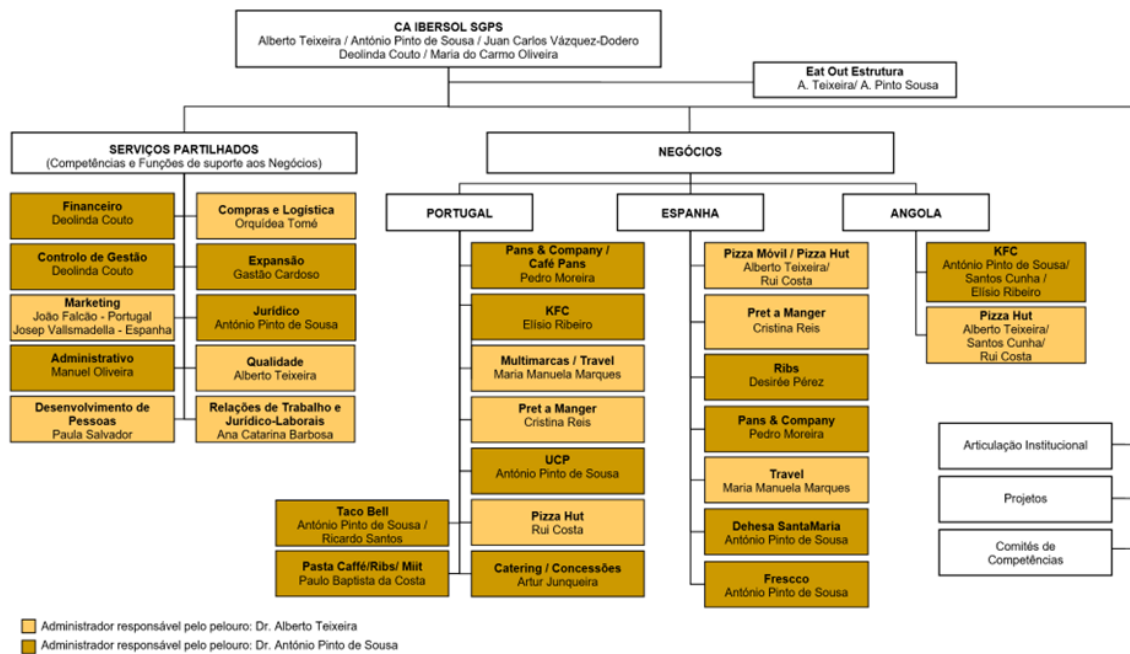 CA IBERSOL SGPS
Alberto Teixeira / António Pinto de Sousa / Juan Carlos Vázquez-Dodero
Deolinda Couto / Maria do Carmo Oliveira
Eat Out Estrutura
A. Teixeira/ A. Pinto Sousa
SERVIÇOS PARTILHADOS
(Competências e Funções de suporte aos Negócios)
Financeiro
Deolinda Couto
Compras e Logística
Orquídea Tomé
Controlo de Gestão
Deolinda Couto
Expansão
Gastão Cardoso
Marketing
João Falcão - Portugal
Josep Vallsmadella - Espanha
Jurídico
António Pinto de Sousa
Administrativo
Manuel Oliveira
Qualidade
Alberto Teixeira
Desenvolvimento de
Pessoas
Paula Salvador
Relações de Trabalho e
Jurídico-Laborais
Ana Catarina Barbosa
NEGÓCIOS
PORTUGAL
Pans & Company /
Café Pans
Pedro Moreira
KFC
Elísio Ribeiro
Multimarcas / Travel
Maria Manuela Marques
Pret a Manger
Cristina Reis
UCP
António Pinto de Sousa
Taco Bell
António Pinto de Sousa /
Ricardo Santos
Pizza Hut
Rui Costa
Pasta Caffé/Ribs/ Miit
Paulo Baptista da Costa
Catering / Concessões
Artur Junqueira
ESPANHA
Pizza Móvil / Pizza Hut
Alberto Teixeira/
Rui Costa
Pret a Manger
Cristina Reis
Ribs
Desirée Pérez
Pans & Company
Pedro Moreira
Travel
Maria Manuela Marques
Dehesa SantaMaria
António Pinto de Sousa
Frescco
António Pinto de Sousa
ANGOLA
KFC
António Pinto de Sousa/
Santos Cunha /
Elísio Ribeiro
Pizza Hut
Alberto Teixeira/
Santos Cunha/
Rui Costa
Articulação Institucional
Projetos
Comités de
Competências
Administrador responsável pelo pelouro: Dr. Alberto Teixeira
Administrador responsável pelo pelouro: Dr. António Pinto de Sousa